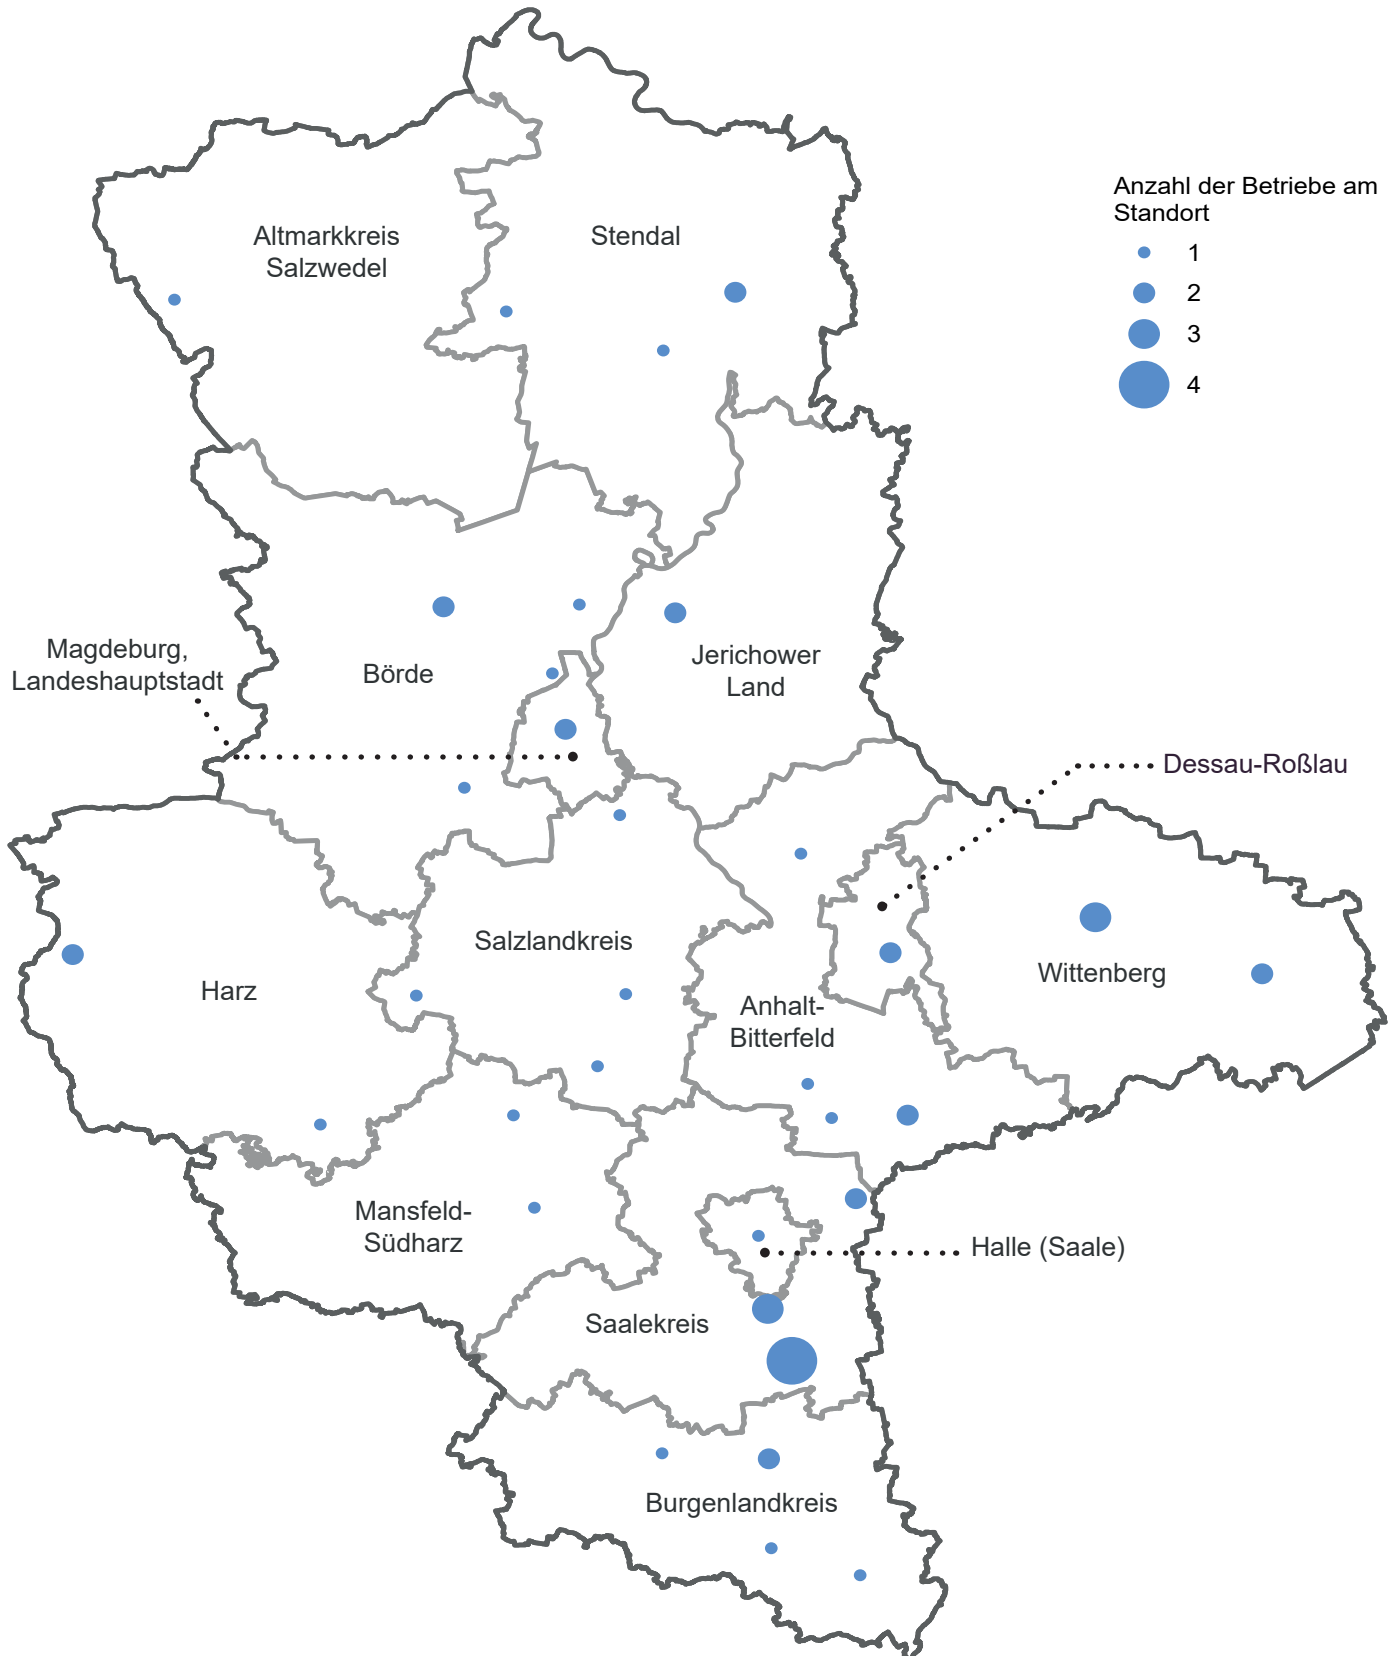 Anzahl der Betriebe am
Standort
1
2
3
4
Altmarkkreis
Salzwedel
Stendal
Magdeburg,
Landeshauptstadt
Börde
Jerichower
Land
Dessau-Roßlau
Salzlandkreis
Harz
Wittenberg
Anhalt-
Bitterfeld
Mansfeld-
Südharz
Halle (Saale)
Saalekreis
Burgenlandkreis